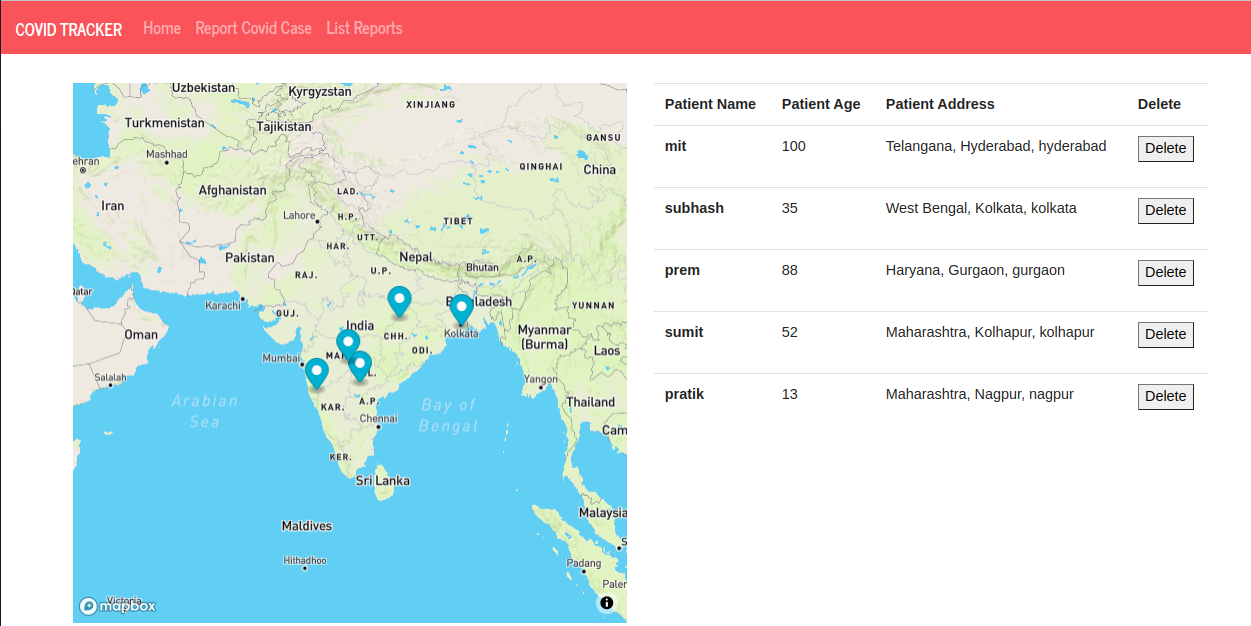 COVID TRACKER Home Report Covid Case List Reports
Uzbekistan
Kyrgyzstan
XINJIANG
Turkmenistan
Tajikistan
GANSU
Mashhad
ehran
QINGHAI
China
Afghanistan
LAD.
Iran
Lahore
H.P.
TIBET
UTT.
HAR.
Pakistan
Nepal
A.P.
Bhutan
RAJ.
U.P.
Qatar
Karachi
Bangladesh
YUNNAN
GUJ.
India
Oman
CHH.
Kolkata
Myanmar
(Burma)
ODI.
Laos
Mumbai
Salalah
Yangon
Arabian
Sea
KAR.
A.P.
Bay of
Bengal
Thailand
Chennai
Cam
KER.
Sri Lanka
Malaysia
Maldives
Hithadhoo
Padang
Paler
Victoria
mapbox
Patient Name Patient Age Patient Address Delete
mit 100 Telangana, Hyderabad, hyderabad Delete
subhash 35 West Bengal, Kolkata, kolkata Delete
prem 88 Haryana, Gurgaon, gurgaon Delete
sumit 52 Maharashtra, Kolhapur, kolhapur Delete
pratik 13 Maharashtra, Nagpur, nagpur Delete